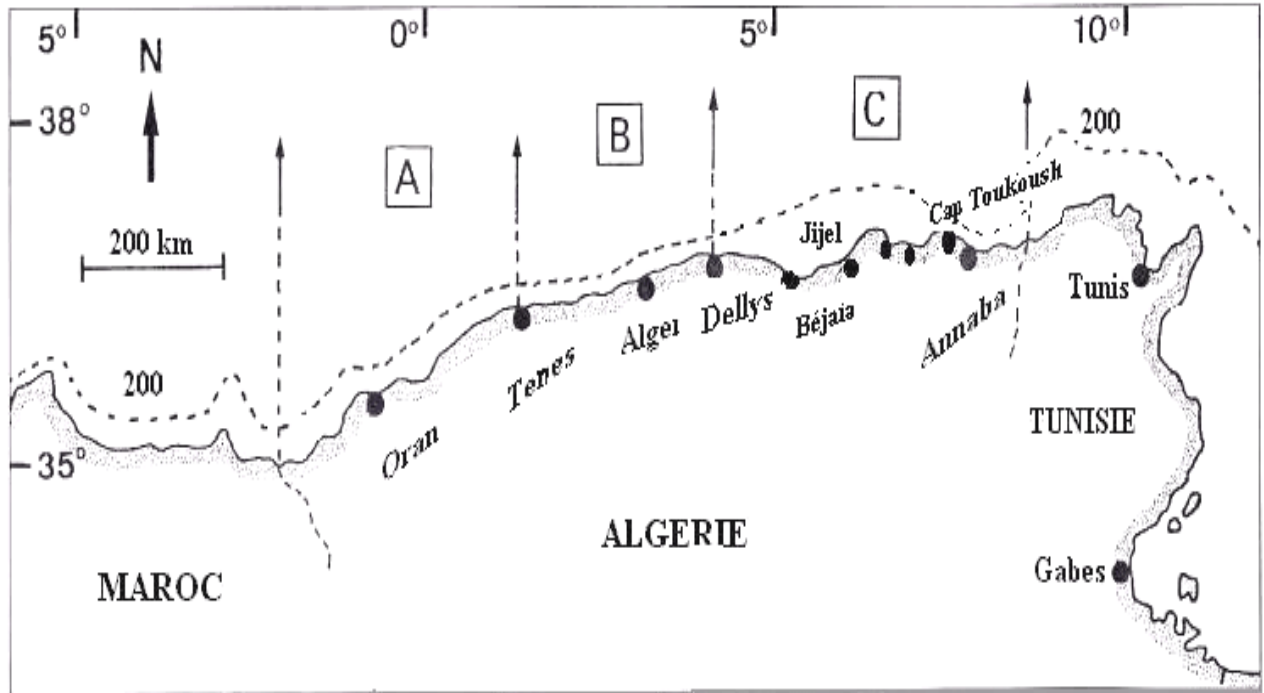 5° 0° 5° 10°
N
38°
A
B
C
200
Cap Toukoush
200 km
Jijel
Tunis
Alger
Dellys
Béjaia
Annaba
Tenes
200
Oran
TUNISIE
35°
ALGERIE
MAROC
Gabes